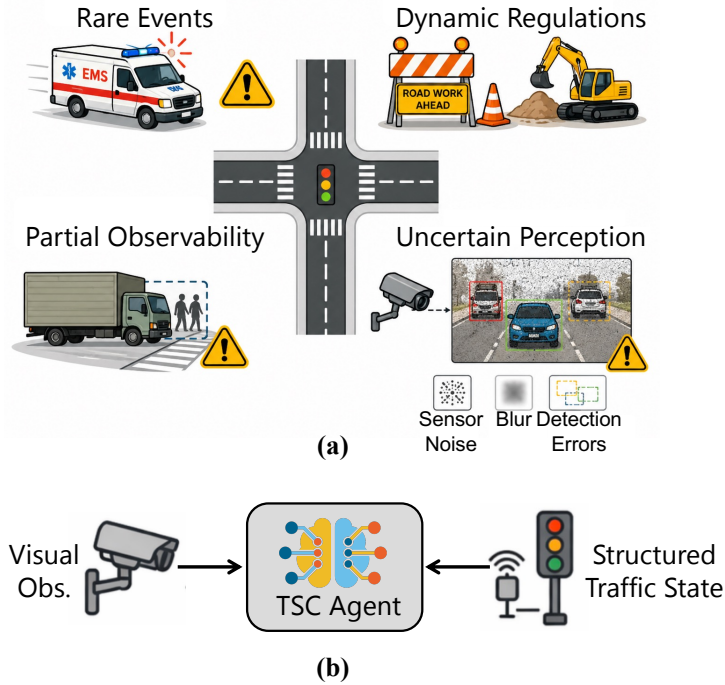 Rare Events
Dynamic Regulations
EMS
ROAD WORK
AHEAD
Partial Observability
Uncertain Perception
Sensor
Noise
Blur
Detection
Errors
(a)
Visual
Obs.
TSC Agent
Structured
Traffic State
(b)